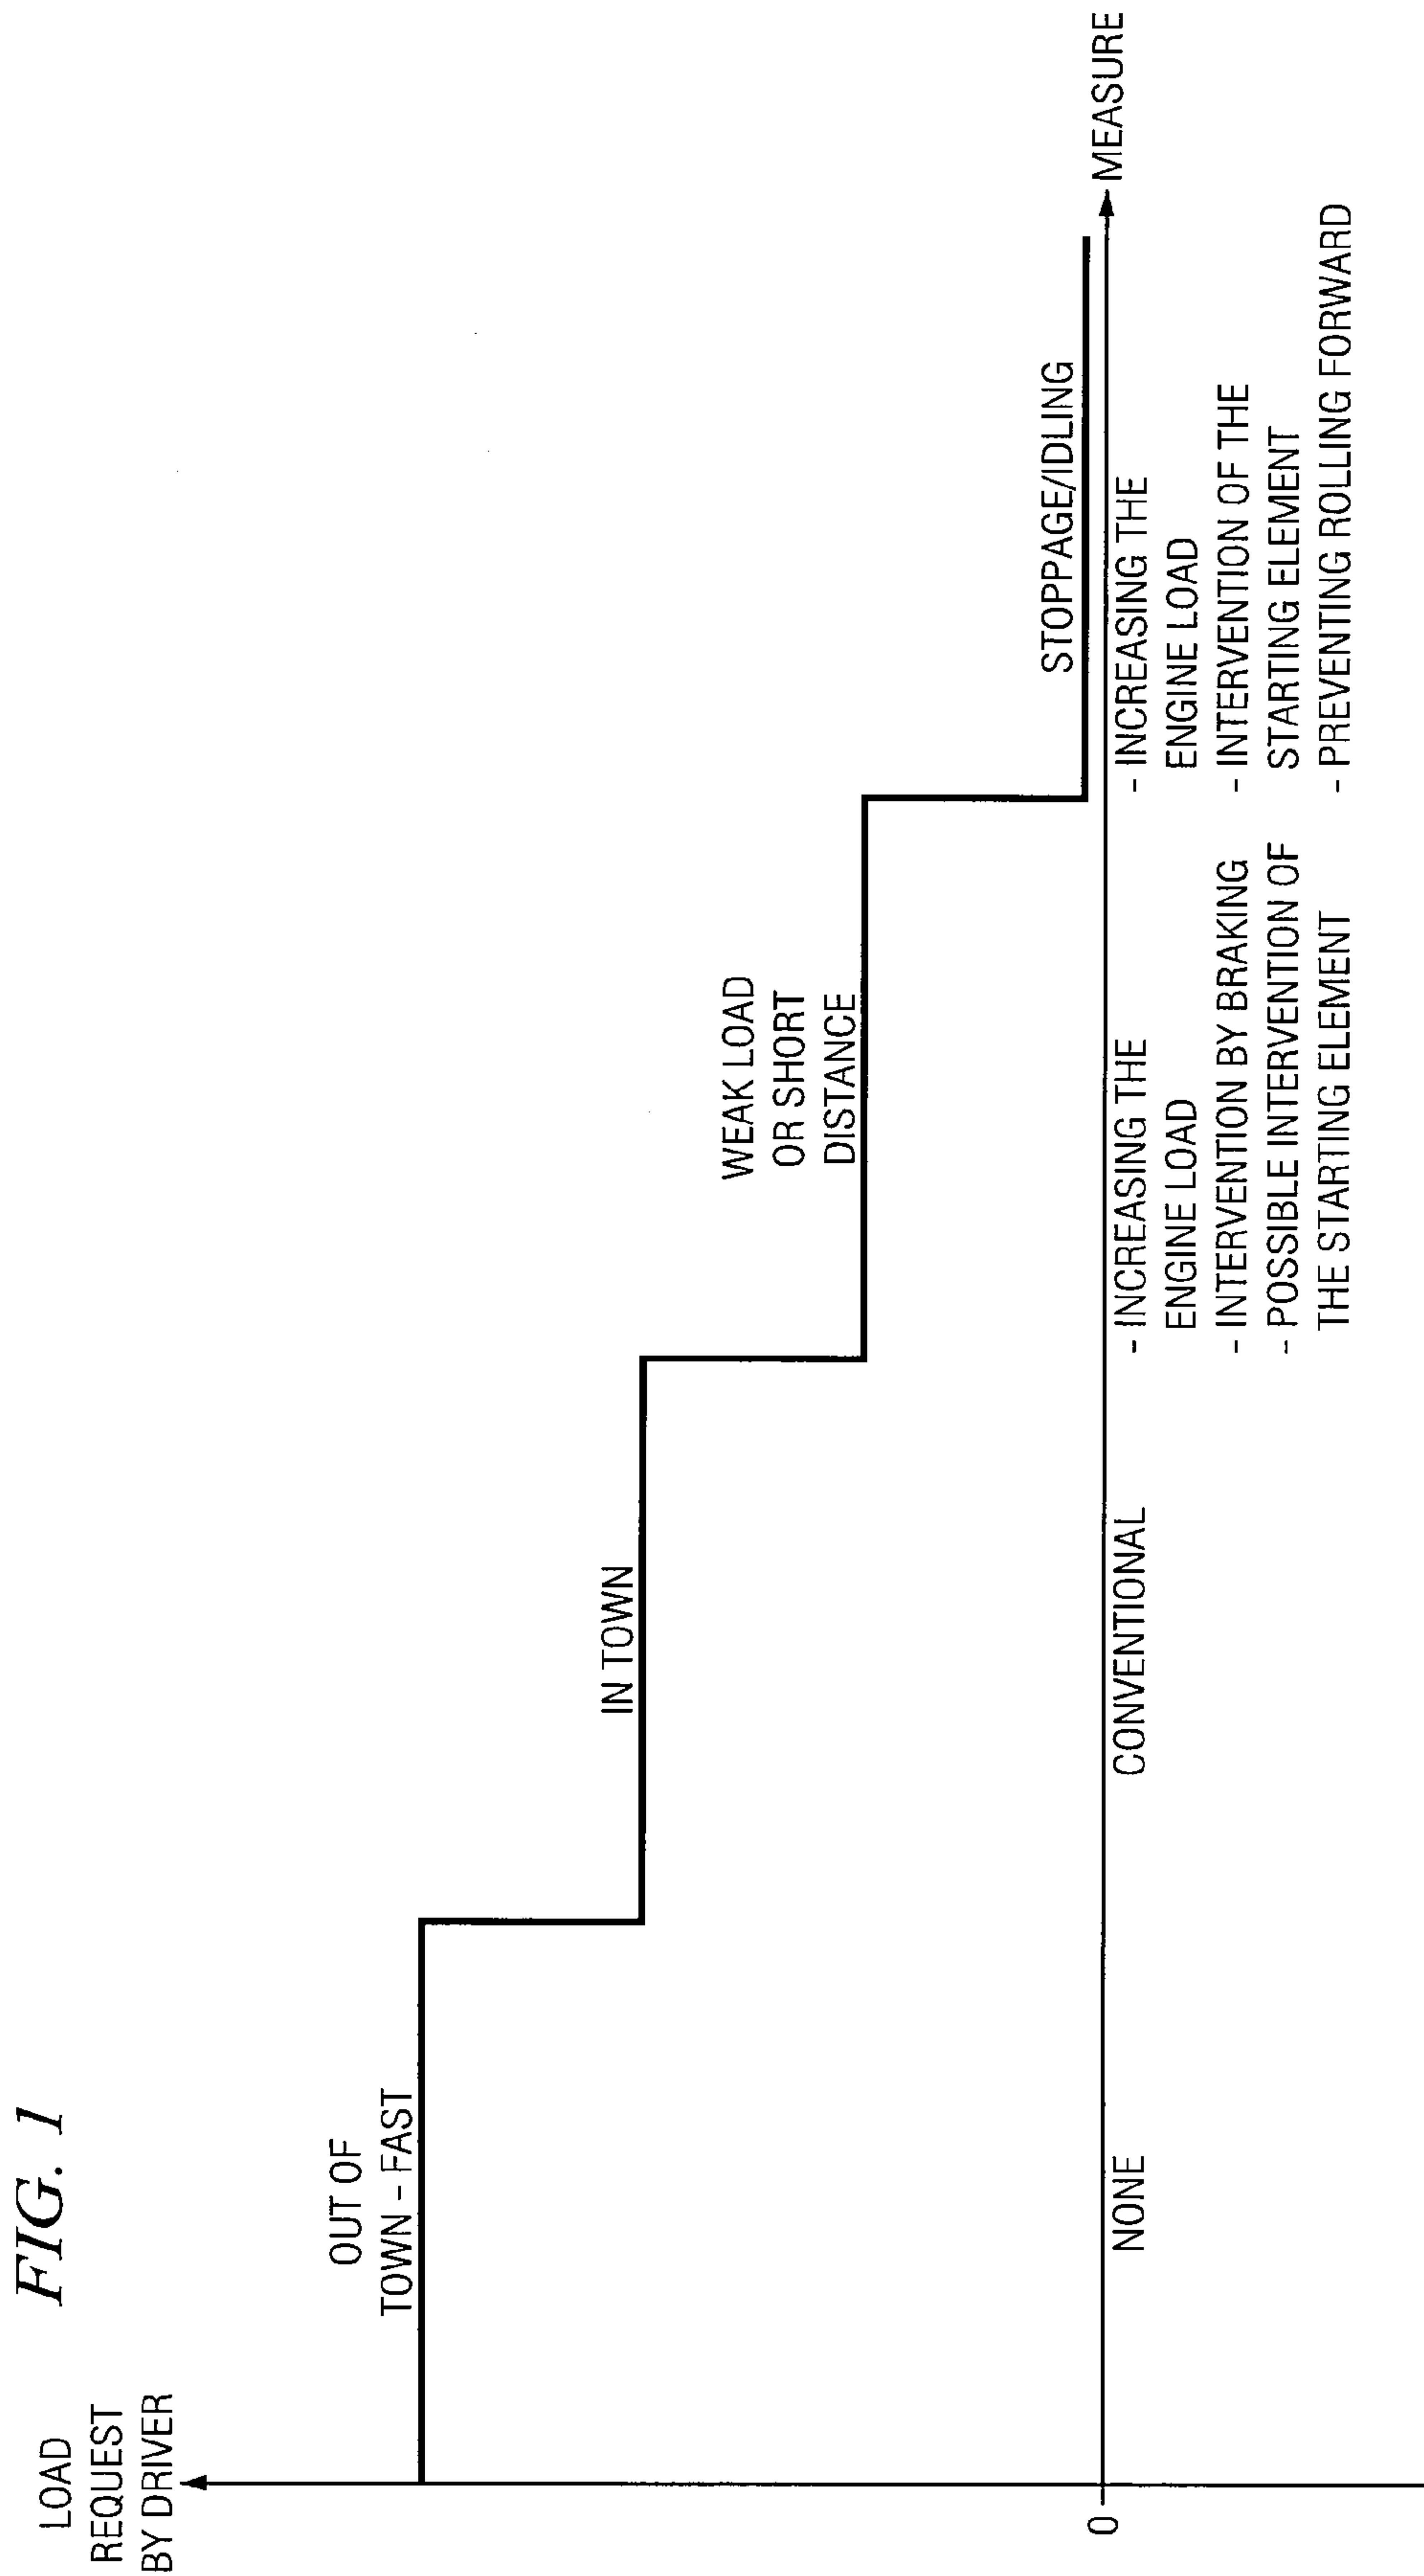 FIG. 1
LOAD
REQUEST
BY DRIVER
OUT OF
TOWN – FAST
IN TOWN
WEAK LOAD
OR SHORT
DISTANCE
STOPPAGE/IDLING
MEASURE
0
NONE
CONVENTIONAL
- INCREASING THE
ENGINE LOAD
- INTERVENTION BY BRAKING
- POSSIBLE INTERVENTION OF
THE STARTING ELEMENT
- INCREASING THE
ENGINE LOAD
- INTERVENTION OF THE
STARTING ELEMENT
- PREVENTING ROLLING FORWARD